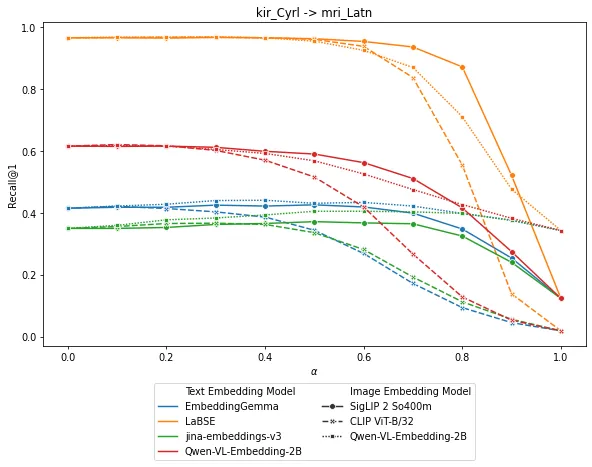 kir_Cyrl -> mri_Latn
1.0
0.8
0.6
0.4
0.2
0.0
Recall@1
0.0 0.2 0.4 0.6 0.8 1.0
α
Text Embedding Model Image Embedding Model
EmbeddingGemma SigLIP 2 So400m
LaBSE CLIP ViT-B/32
jina-embeddings-v3 Qwen-VL-Embedding-2B
Qwen-VL-Embedding-2B